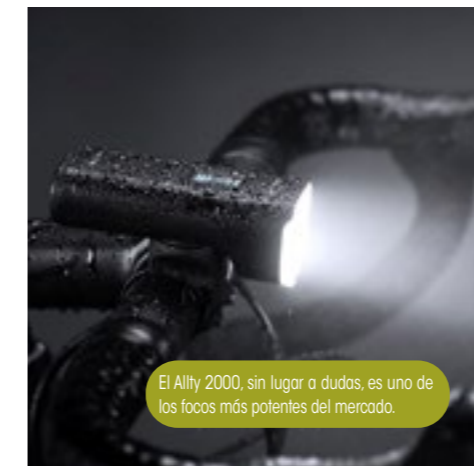 El Allty 2000, sin lugar a dudas, es uno de
los focos más potentes del mercado.